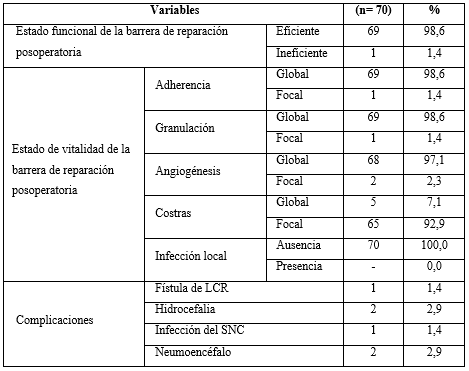 Variables (n= 70) %
Estado funcional de la barrera de reparación posoperatoria Eficiente 69 98,6
Ineficiente 1 1,4
Estado de vitalidad de la barrera de reparación posoperatoria Adherencia Global 69 98,6
Focal 1 1,4
Granulación Global 69 98,6
Focal 1 1,4
Angiogénesis Global 68 97,1
Focal 2 2,3
Costras Global 5 7,1
Focal 65 92,9
Infección local Ausencia 70 100,0
Presencia - 0,0
Complicaciones Fístula de LCR 1 1,4
Hidrocefalia 2 2,9
Infección del SNC 1 1,4
Neumoencéfalo 2 2,9